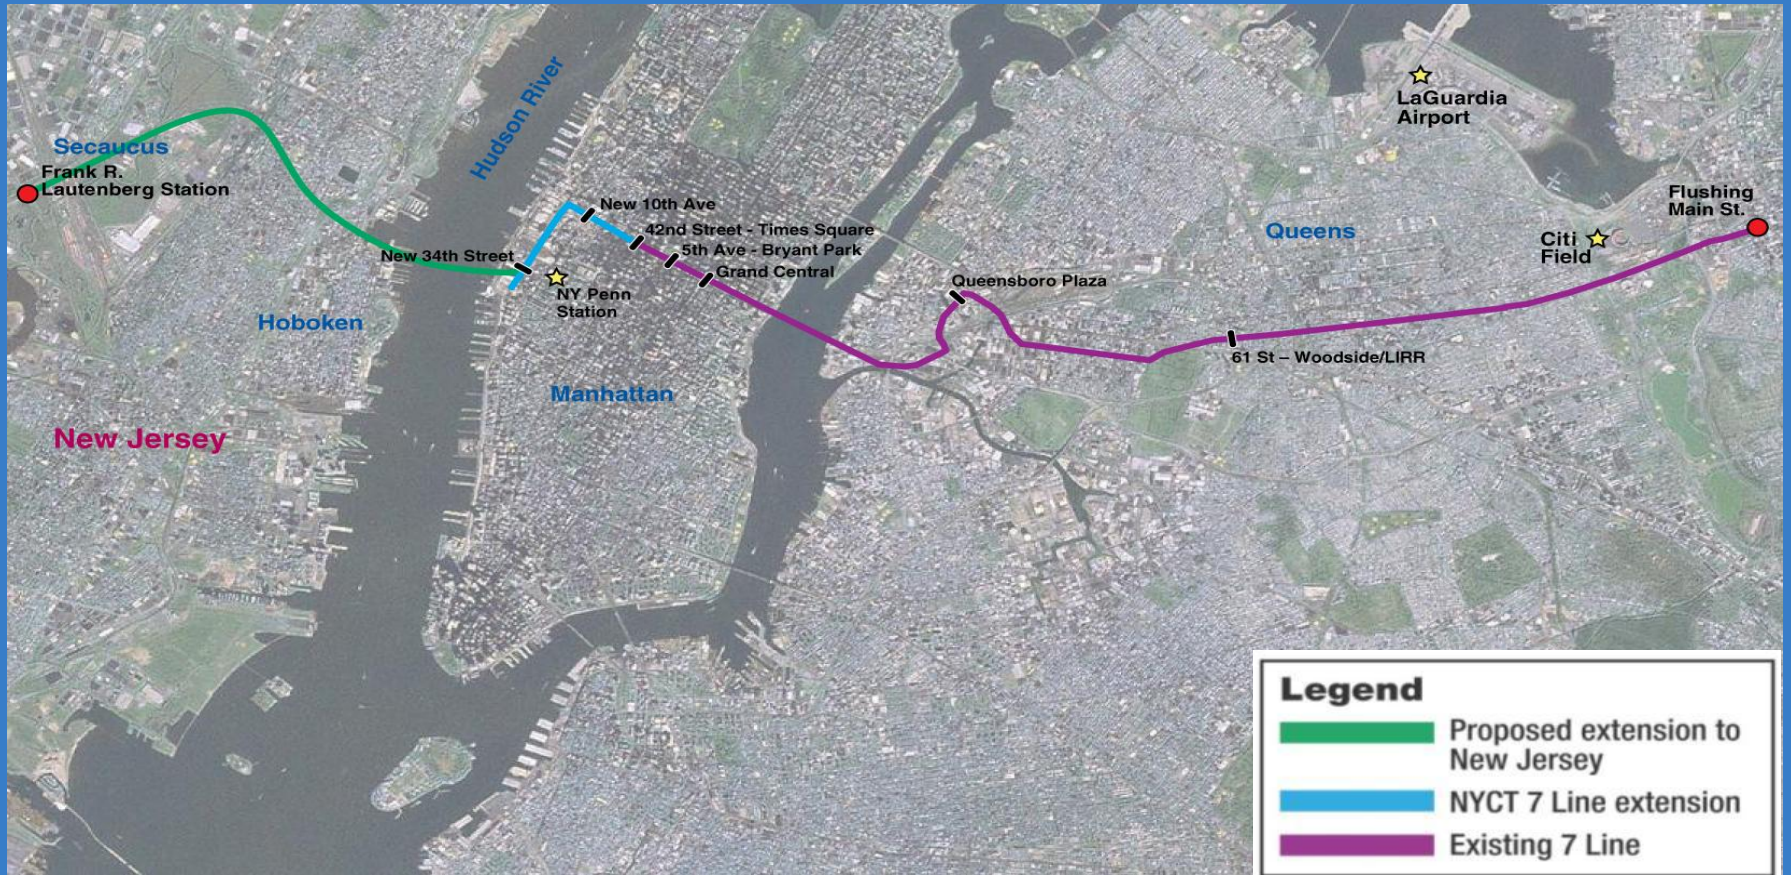 Hudson River
LaGuardia
Airport
Secaucus
Frank R.
Lautenberg Station
Flushing
Main St.
New 10th Ave
42nd Street - Times Square
5th Ave - Bryant Park
Grand Central
New 34th Street
NY Penn
Station
Queens
Citi
Field
Queensboro Plaza
Hoboken
61 St – Woodside/LIRR
Manhattan
New Jersey
Legend
Proposed extension to
New Jersey
NYCT 7 Line extension
Existing 7 Line